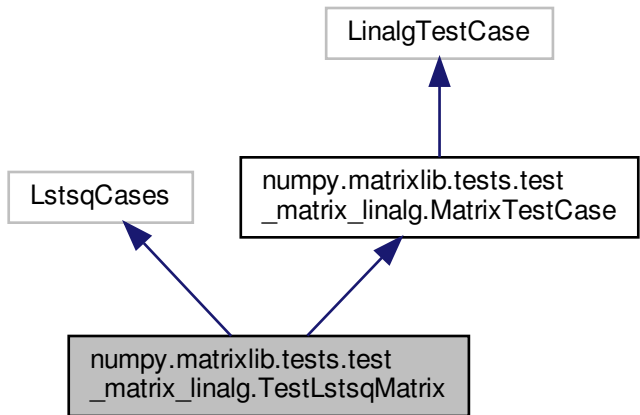 LinalgTestCase
LstsqCases
numpy.matrixlib.tests.test
_matrix_linalg.MatrixTestCase
numpy.matrixlib.tests.test
_matrix_linalg.TestLstsqMatrix